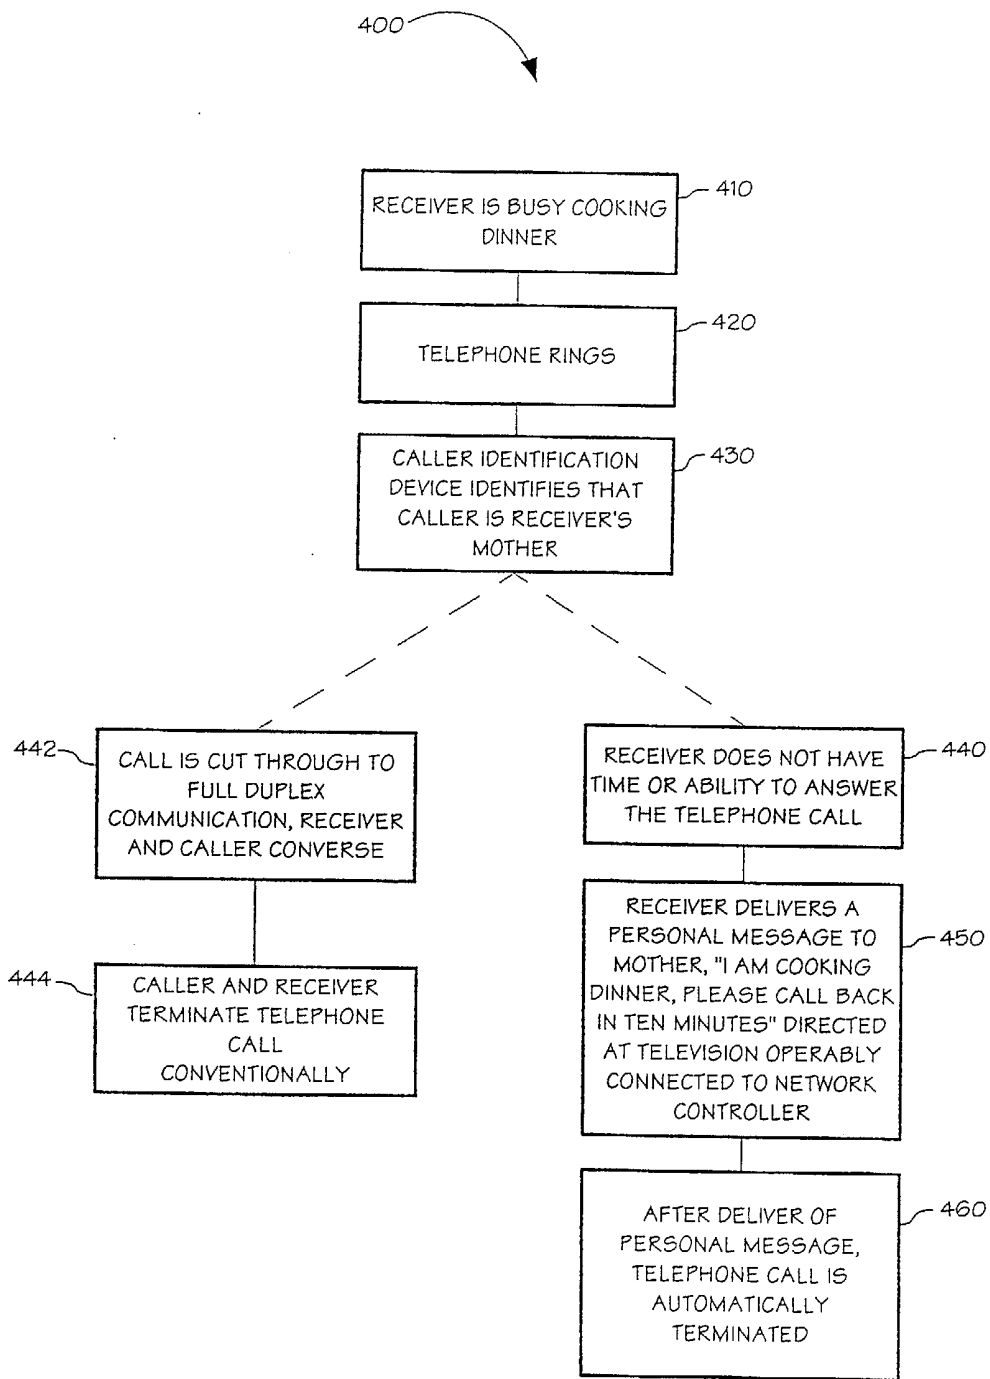 400
RECEIVER IS BUSY COOKING
DINNER
410
TELEPHONE RINGS
420
CALLER IDENTIFICATION
DEVICE IDENTIFIES THAT
CALLER IS RECEIVER'S
MOTHER
430
442
CALL IS CUT THROUGH TO
FULL DUPLEX
COMMUNICATION, RECEIVER
AND CALLER CONVERSE
444
CALLER AND RECEIVER
TERMINATE TELEPHONE
CALL
CONVENTIONALLY
RECEIVER DOES NOT HAVE
TIME OR ABILITY TO ANSWER
THE TELEPHONE CALL
440
RECEIVER DELIVERS A
PERSONAL MESSAGE TO
MOTHER, "I AM COOKING
DINNER, PLEASE CALL BACK
IN TEN MINUTES" DIRECTED
AT TELEVISION OPERABLY
CONNECTED TO NETWORK
CONTROLLER
450
AFTER DELIVER OF
PERSONAL MESSAGE,
TELEPHONE CALL IS
AUTOMATICALLY
TERMINATED
460